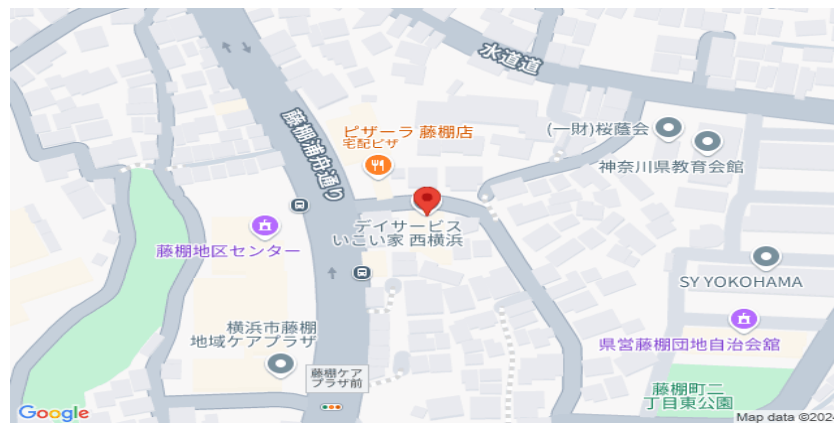 水道道
藤棚浦舟通り
ピザーラ 藤棚店
宅配ピザ
(一財)桜蔭会
神奈川県教育会館
デイサービス
いこい家 西横浜
藤棚地区センター
SY YOKOHAMA
横浜市藤棚
地域ケアプラザ
県営藤棚団地自治会館
藤棚ケア
プラザ前
藤棚町二
丁目東公園
Google
Map data ©2024